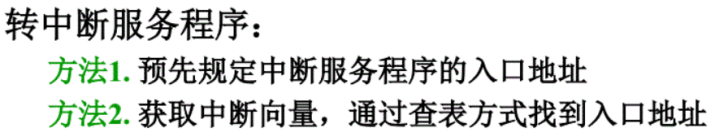 转中断服务程序：
方法1. 预先规定中断服务程序的入口地址
方法2. 获取中断向量，通过查表方式找到入口地址